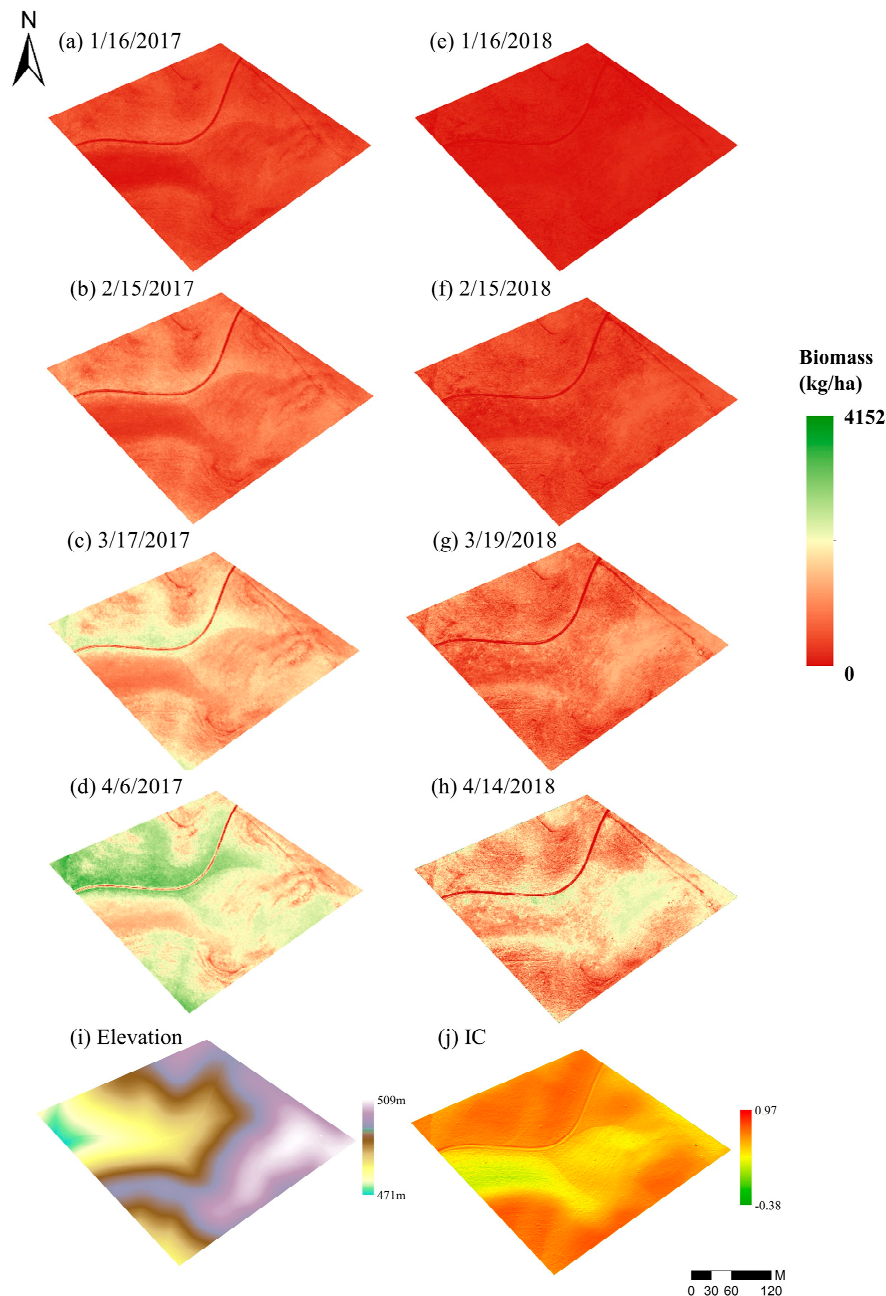 N
(a) 1/16/2017
(e) 1/16/2018
(b) 2/15/2017
(f) 2/15/2018
Biomass
(kg/ha)
4152
0
(c) 3/17/2017
(g) 3/19/2018
(d) 4/6/2017
(h) 4/14/2018
(i) Elevation
509m
471m
(j) IC
0.97
-0.38
M
0 30 60 120